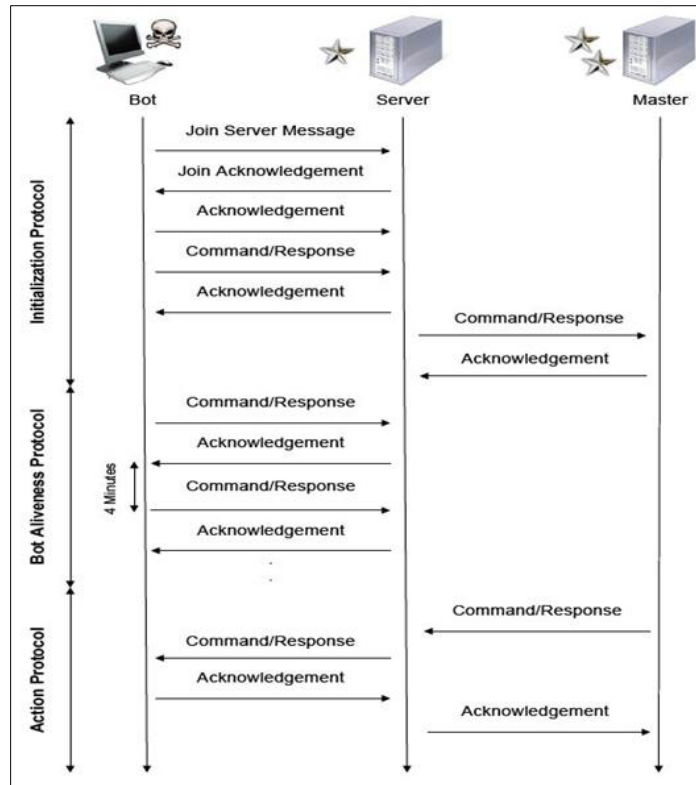 Bot
Server
Master
Initialization Protocol
Join Server Message
Join Acknowledgement
Acknowledgement
Command/Response
Acknowledgement
Command/Response
Acknowledgement
Bot Aliveness Protocol
Command/Response
Acknowledgement
4 Minutes
Command/Response
Acknowledgement
Action Protocol
Command/Response
Command/Response
Acknowledgement
Acknowledgement